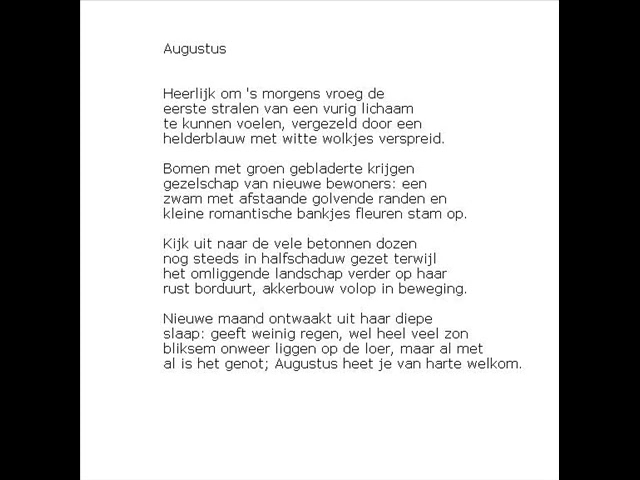 Augustus
Heerlijk om 's morgens vroeg de
eerste stralen van een vurig lichaam
te kunnen voelen, vergezeld door een
helderblauw met witte wolkjes verspreid.
Bomen met groen gebladerte krijgen
gezelschap van nieuwe bewoners: een
zwam met afstaande golvende randen en
kleine romantische bankjes fleuren stam op.
Kijk uit naar de vele betonnen dozen
nog steeds in halfschaduw gezet terwijl
het omliggende landschap verder op haar
rust borduurt, akkerbouw volop in beweging.
Nieuwe maand ontwaakt uit haar diepe
slaap: geeft weinig regen, wel heel veel zon
bliksem onweer liggen op de loer, maar al met
al is het genot; Augustus heet je van harte welkom.